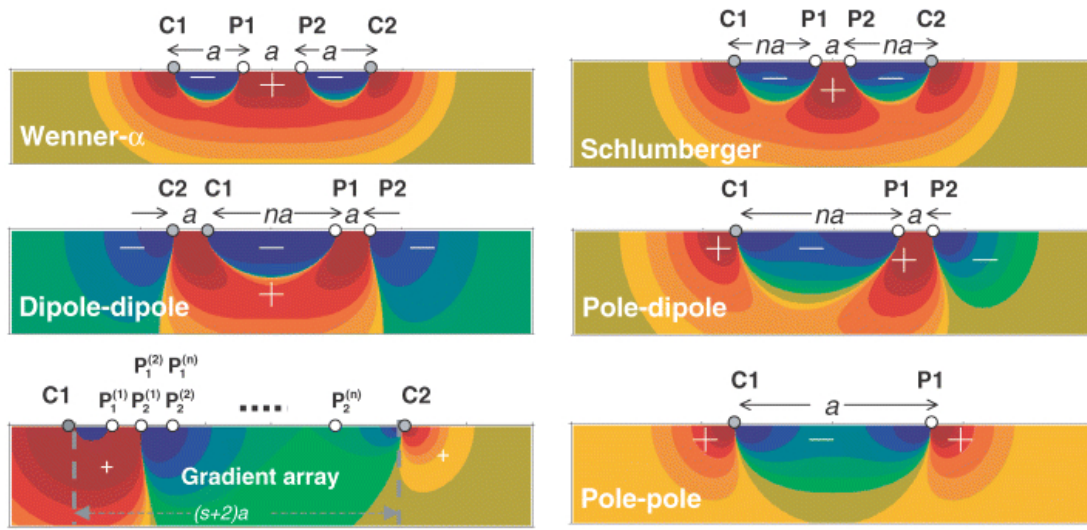 C1 P1 P2 C2
a a a
− + −
Wenner-α
C1 P1 P2 C2
na a na
− + −
Schlumberger
C2 C1 P1 P2
a na a
− − −
+
Dipole-dipole
C1 P1 P2
na a
+ − + −
Pole-dipole
P₁⁽²⁾ P₁⁽ⁿ⁾
C1 P₁⁽¹⁾ P₂⁽¹⁾ P₂⁽²⁾ ..... P₂⁽ⁿ⁾ C2
+ +
Gradient array
(s+2)a
C1 P1
a
+ − +
Pole-pole